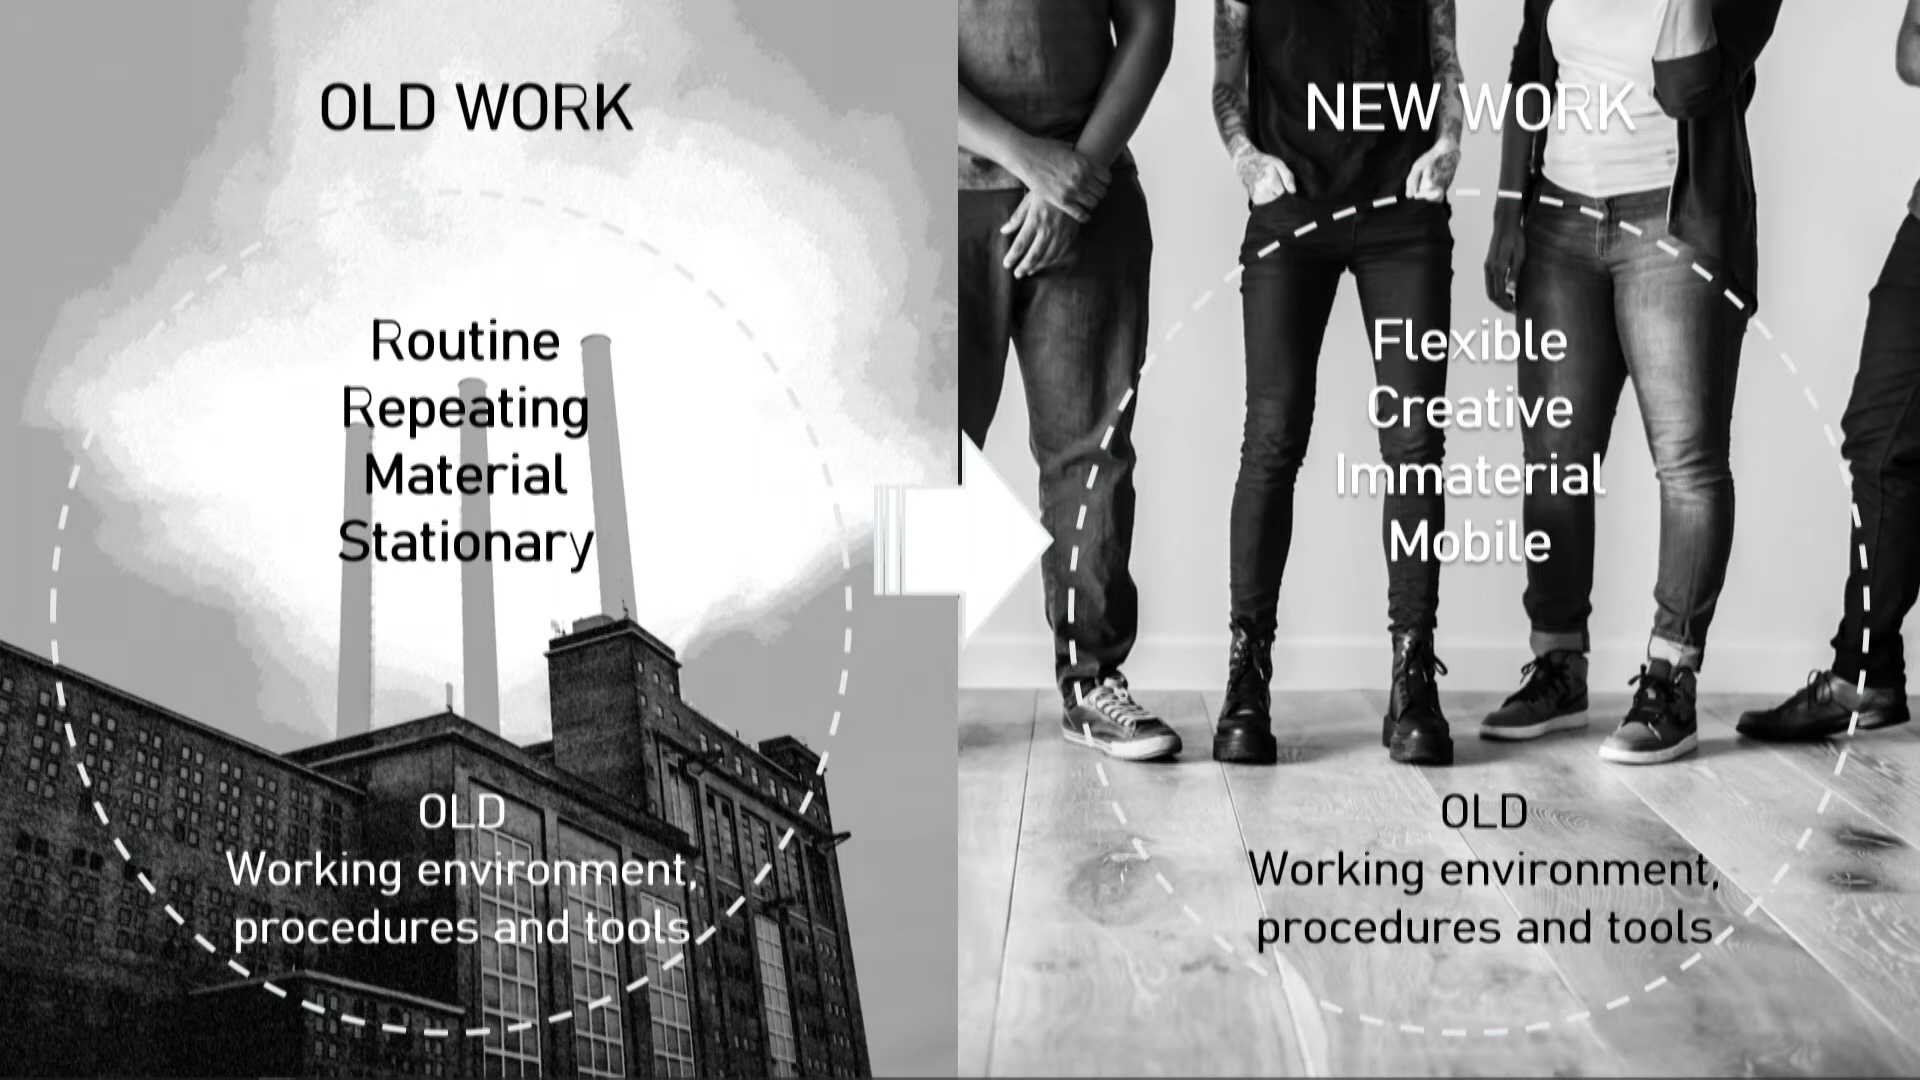 OLD WORK
Routine
Repeating
Material
Stationary
OLD
Working environment,
procedures and tools
NEW WORK
Flexible
Creative
Immaterial
Mobile
OLD
Working environment,
procedures and tools